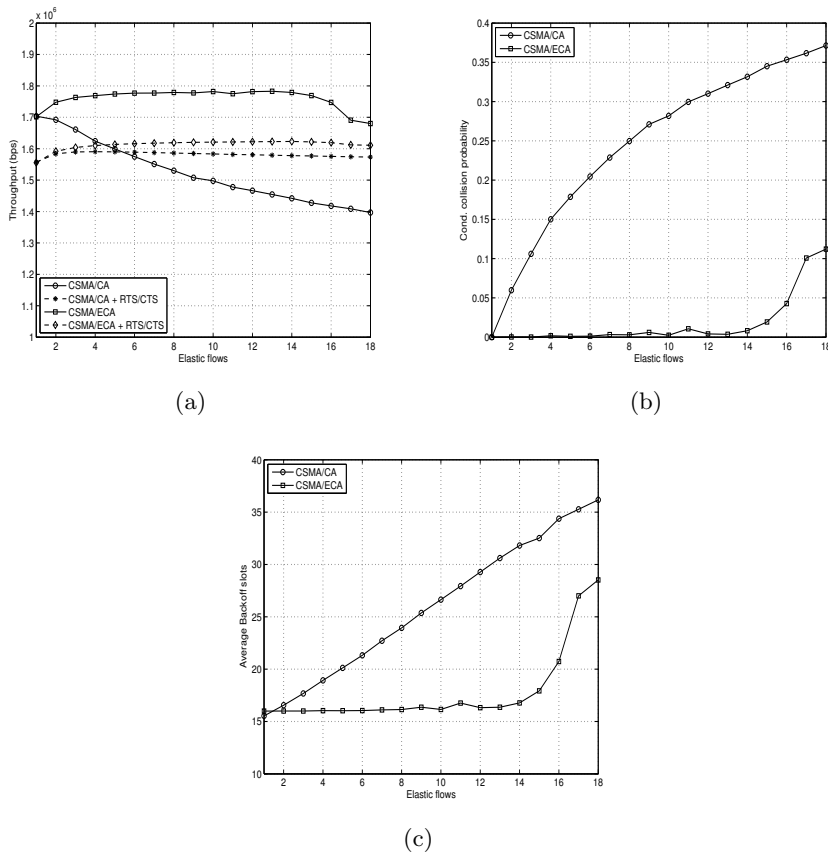 x 10^6
2
1.9
1.8
1.7
1.6
1.5
1.4
1.3
1.2
1.1
1
Throughout (bps)
CSMA/CA
CSMA/CA + RTS/CTS
CSMA/ECA
CSMA/ECA + RTS/CTS
2 4 6 8 10 12 14 16 18
Elastic flows
(a)
0.4
0.35
0.3
0.25
0.2
0.15
0.1
0.05
0
Cond. collision probability
CSMA/CA
CSMA/ECA
2 4 6 8 10 12 14 16 18
Elastic flows
(b)
40
35
30
25
20
15
10
Average Backoff slots
CSMA/CA
CSMA/ECA
2 4 6 8 10 12 14 16 18
Elastic flows
(c)